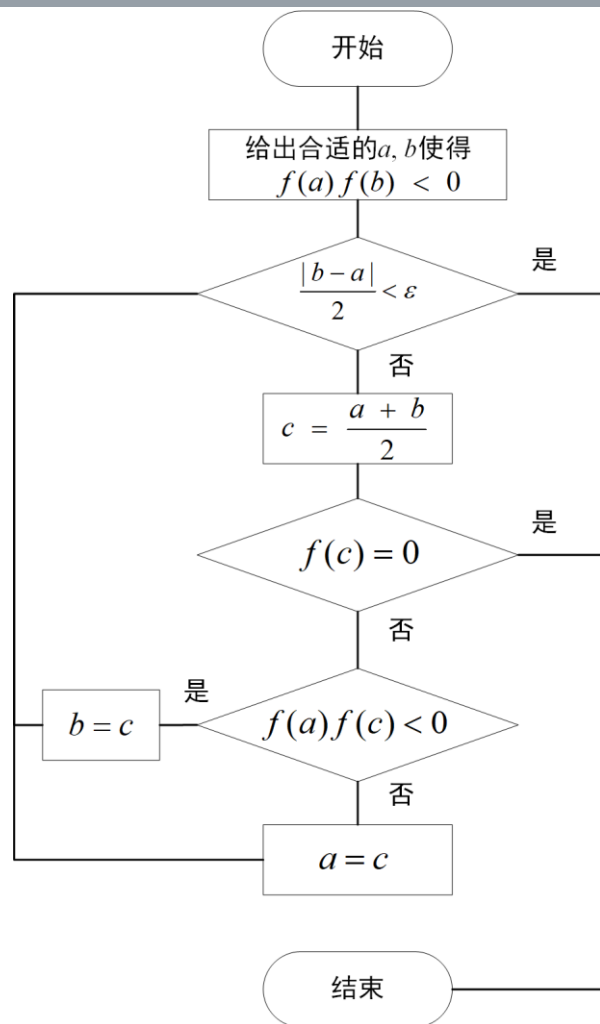 开始
给出合适的a, b使得
f(a)f(b) < 0
是
|b-a|/2 < ε
否
c = (a + b)/2
是
f(c) = 0
否
是
b = c
f(a)f(c) < 0
否
a = c
结束